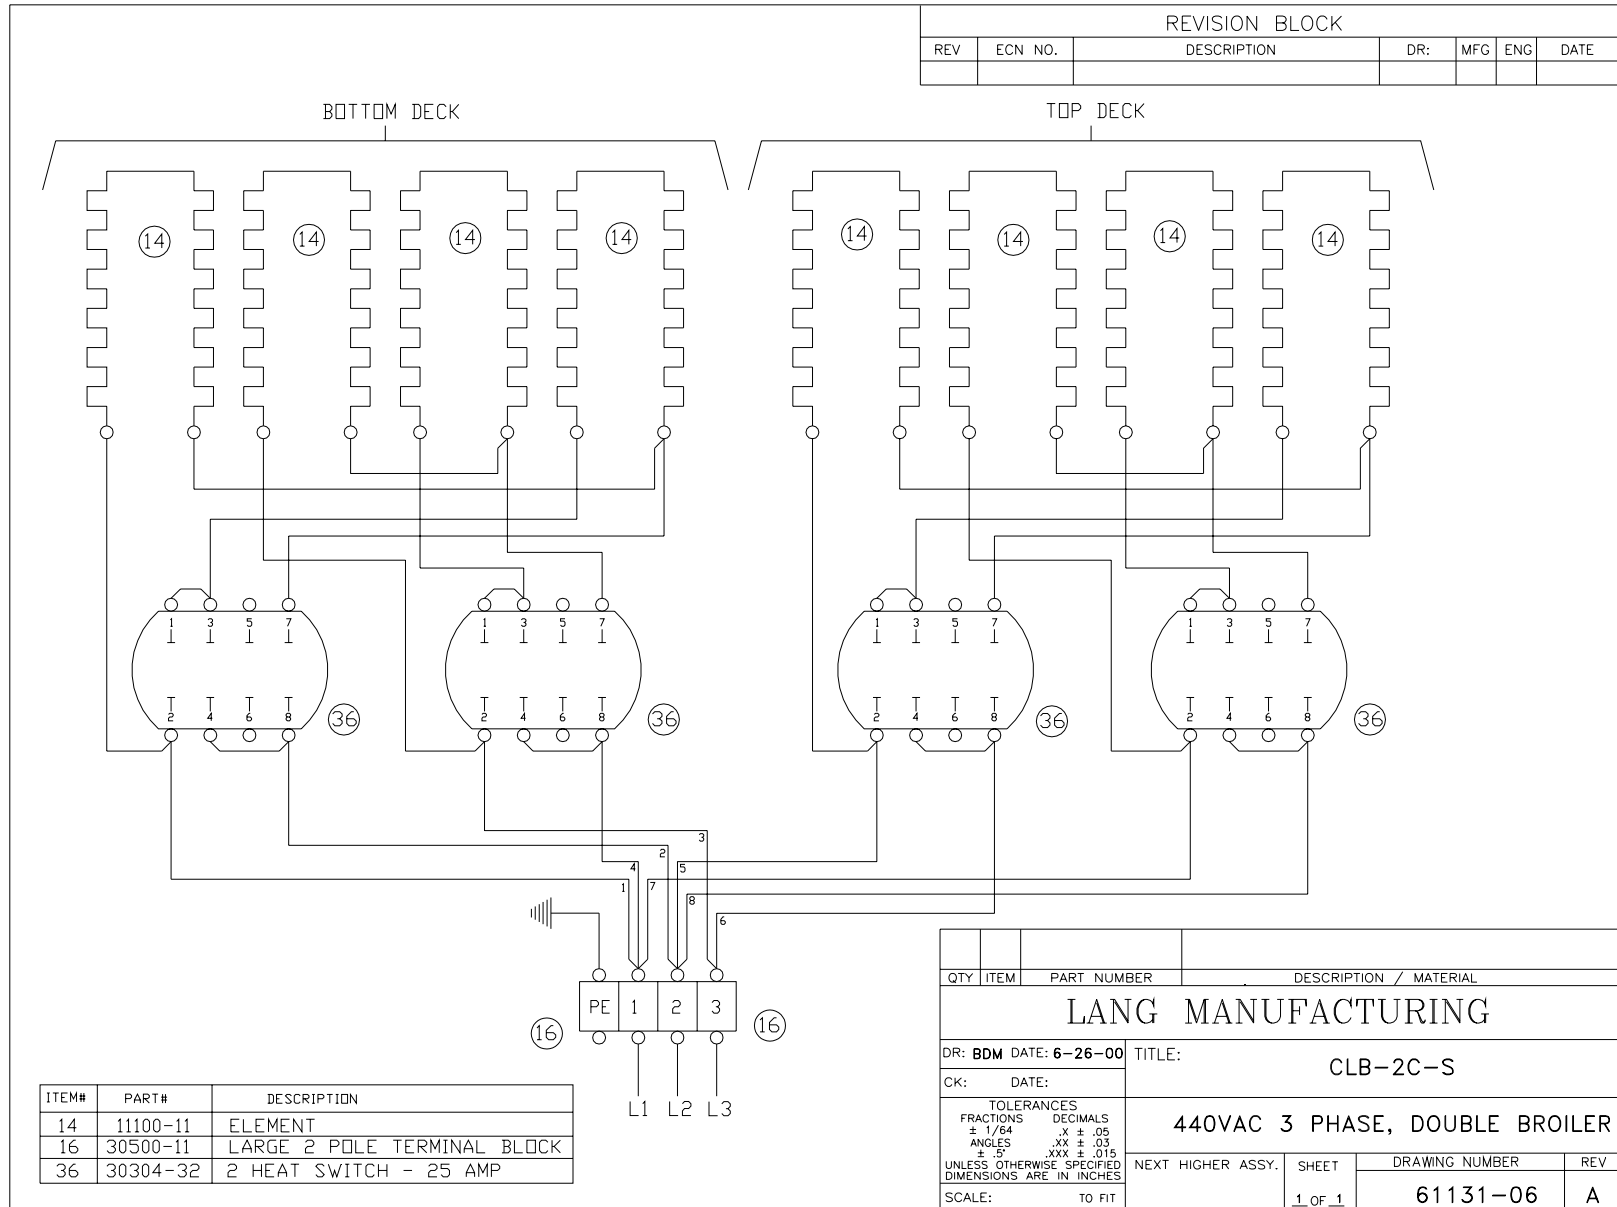 REVISION BLOCK
REV ECN NO. DESCRIPTION DR: MFG ENG DATE
BOTTOM DECK TOP DECK
14 14 14 14 14 14 14 14
1 3 5 7 1 3 5 7 1 3 5 7 1 3 5 7
2 4 6 8 2 4 6 8 2 4 6 8 2 4 6 8
36 36 36 36
3
2
4 5
1 7
8
6
PE 1 2 3
16 16
L1 L2 L3
ITEM# PART# DESCRIPTION
14 11100-11 ELEMENT
16 30500-11 LARGE 2 POLE TERMINAL BLOCK
36 30304-32 2 HEAT SWITCH - 25 AMP
QTY ITEM PART NUMBER DESCRIPTION / MATERIAL
LANG MANUFACTURING
DR: BDM DATE: 6-26-00
CK: DATE:
TITLE:
CLB-2C-S
440VAC 3 PHASE, DOUBLE BROILER
TOLERANCES
FRACTIONS DECIMALS
± 1/64 .X ± .05
ANGLES .XX ± .03
± .5° .XXX ± .015
UNLESS OTHERWISE SPECIFIED
DIMENSIONS ARE IN INCHES
SCALE: TO FIT
NEXT HIGHER ASSY. SHEET DRAWING NUMBER REV
1 OF 1 61131-06 A